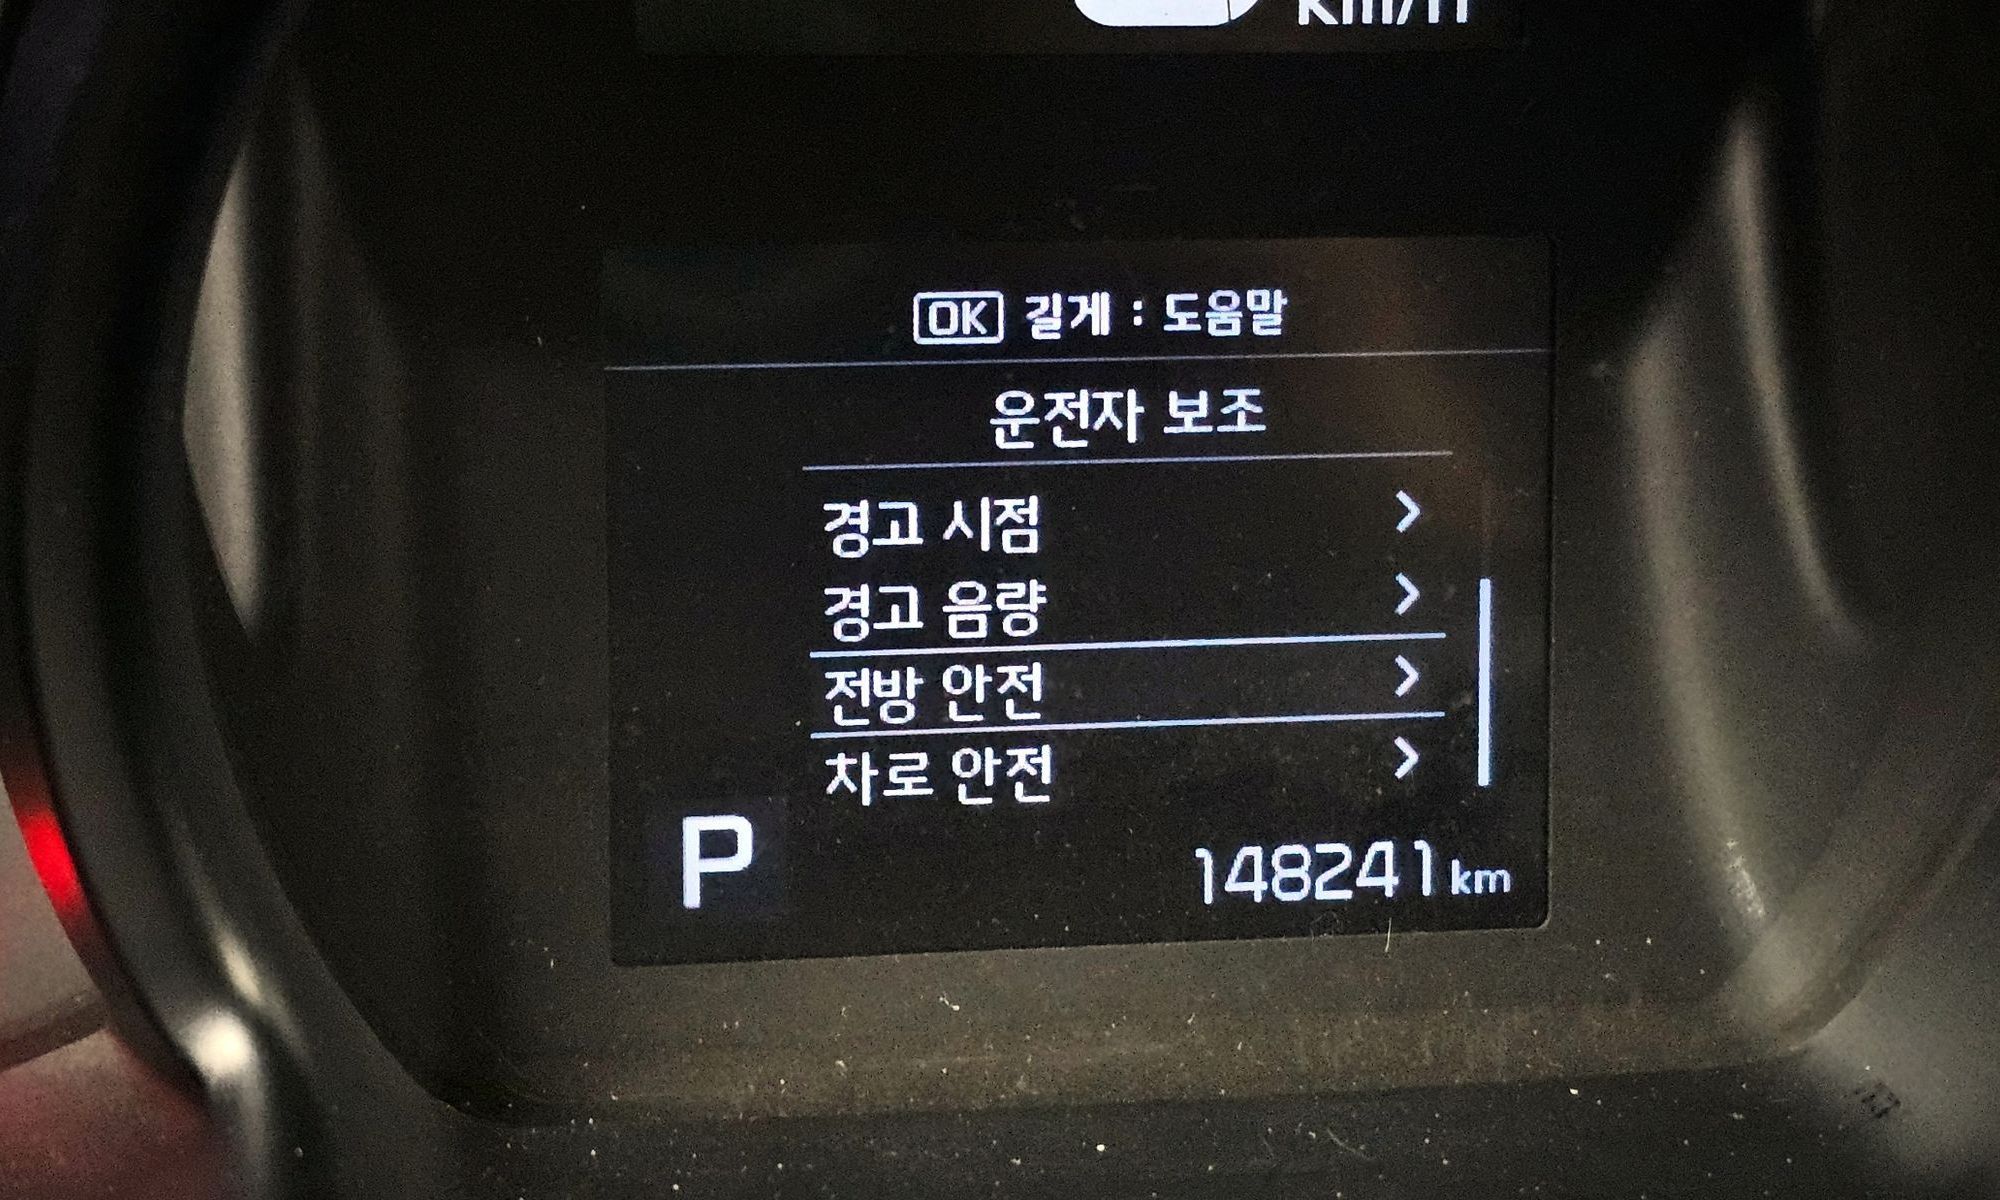 km/h
OK 길게 : 도움말
운전자 보조
경고 시점
경고 음량
전방 안전
차로 안전
P
148241 km